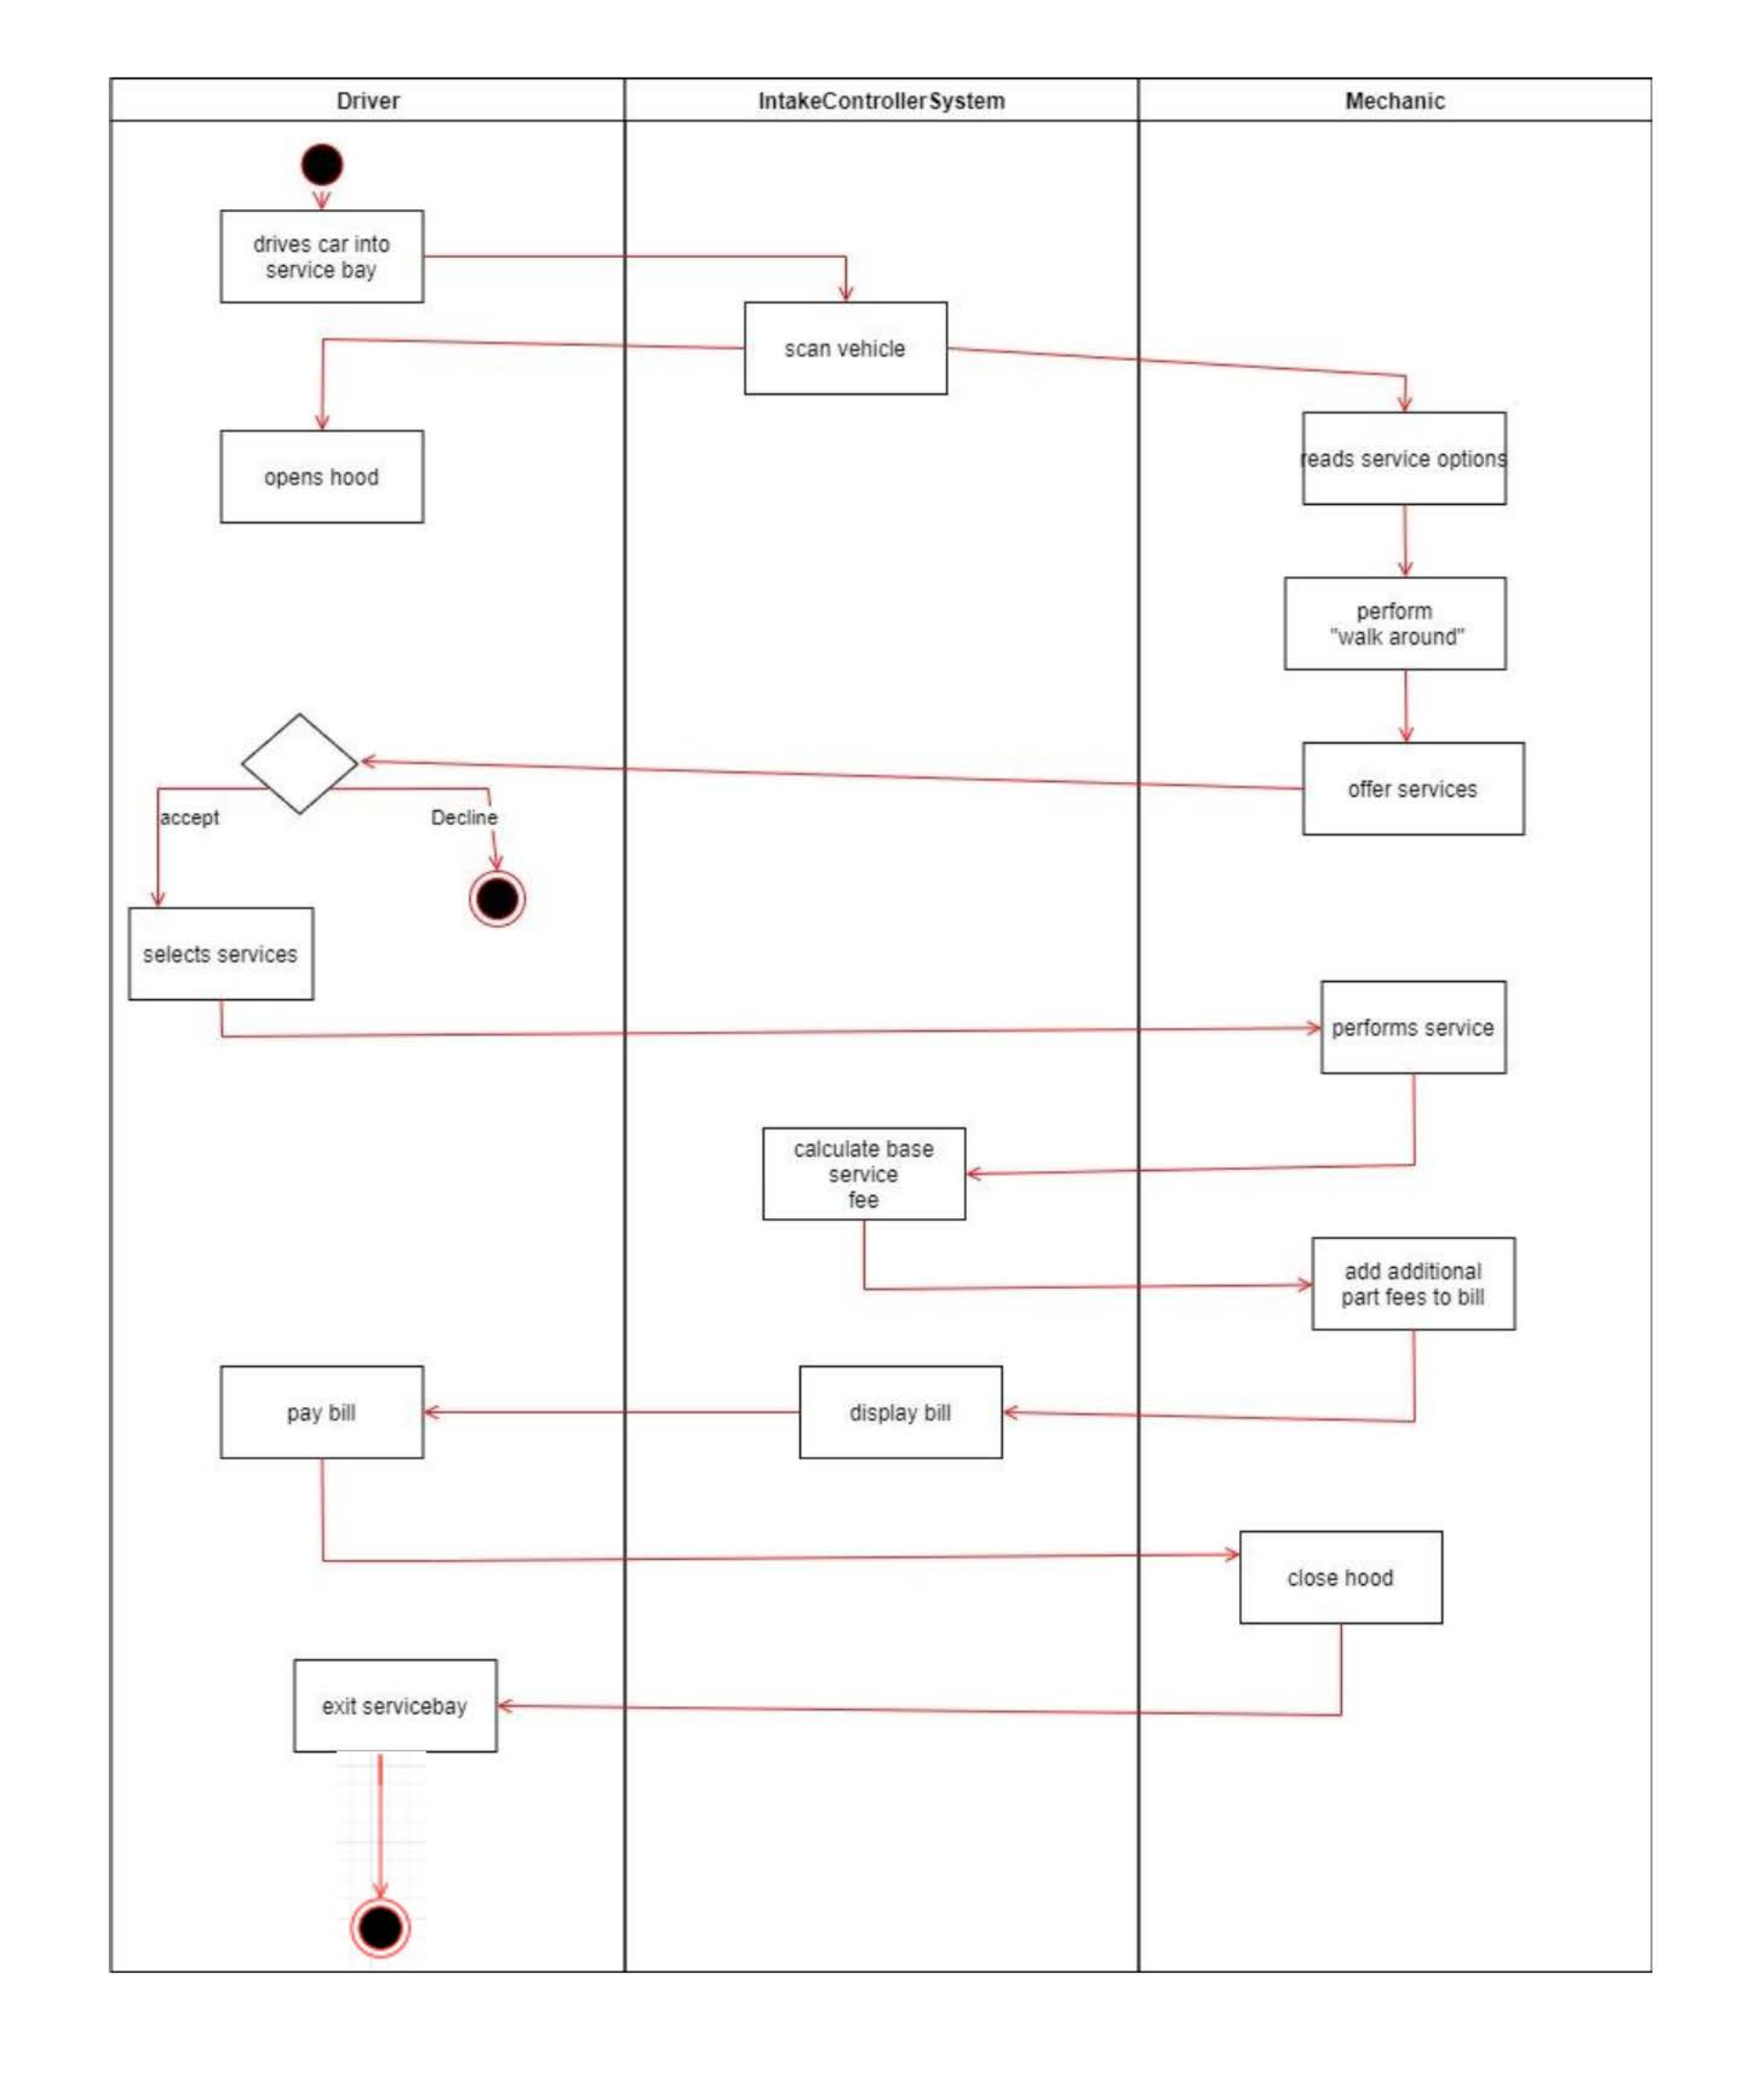 Driver
IntakeControllerSystem
Mechanic
drives car into
service bay
scan vehicle
opens hood
reads service options
perform
"walk around"
offer services
accept
Decline
selects services
performs service
calculate base
service
fee
add additional
part fees to bill
pay bill
display bill
close hood
exit servicebay